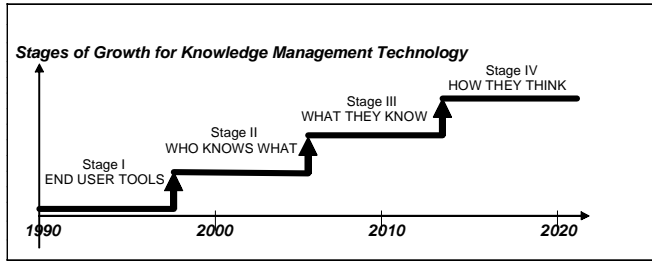 Stages of Growth for Knowledge Management Technology
Stage IV
HOW THEY THINK
Stage III
WHAT THEY KNOW
Stage II
WHO KNOWS WHAT
Stage I
END USER TOOLS
1990
2000
2010
2020